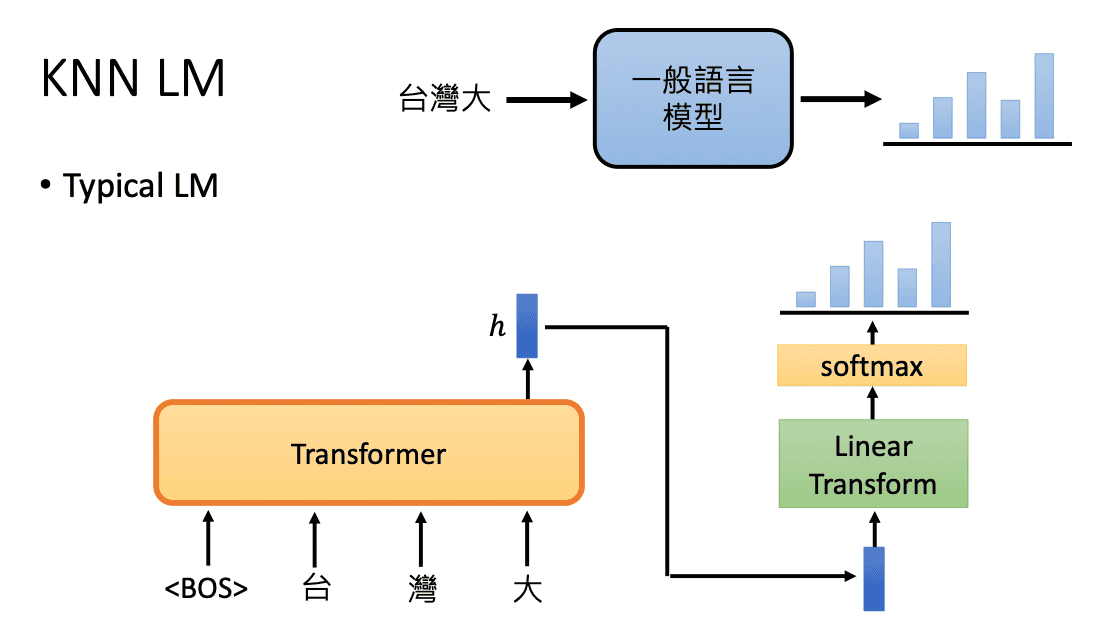 KNN LM
台灣大
一般語言
模型
• Typical LM
h
softmax
Transformer
Linear
Transform
<BOS>
台
灣
大